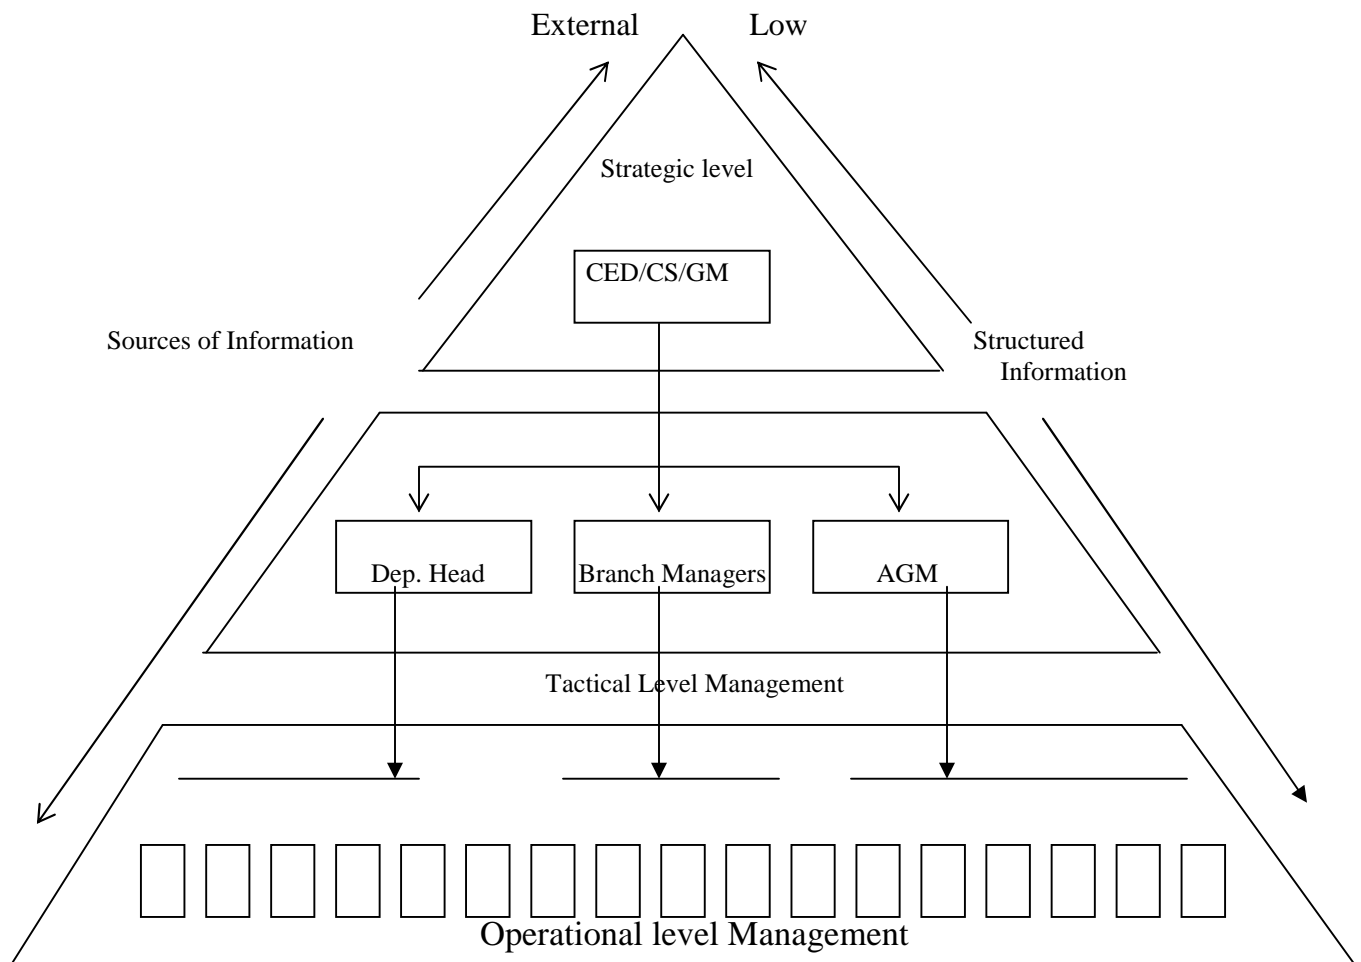 External Low
Strategic level
CED/CS/GM
Sources of Information
Structured
Information
Dep. Head
Branch Managers
AGM
Tactical Level Management
Operational level Management